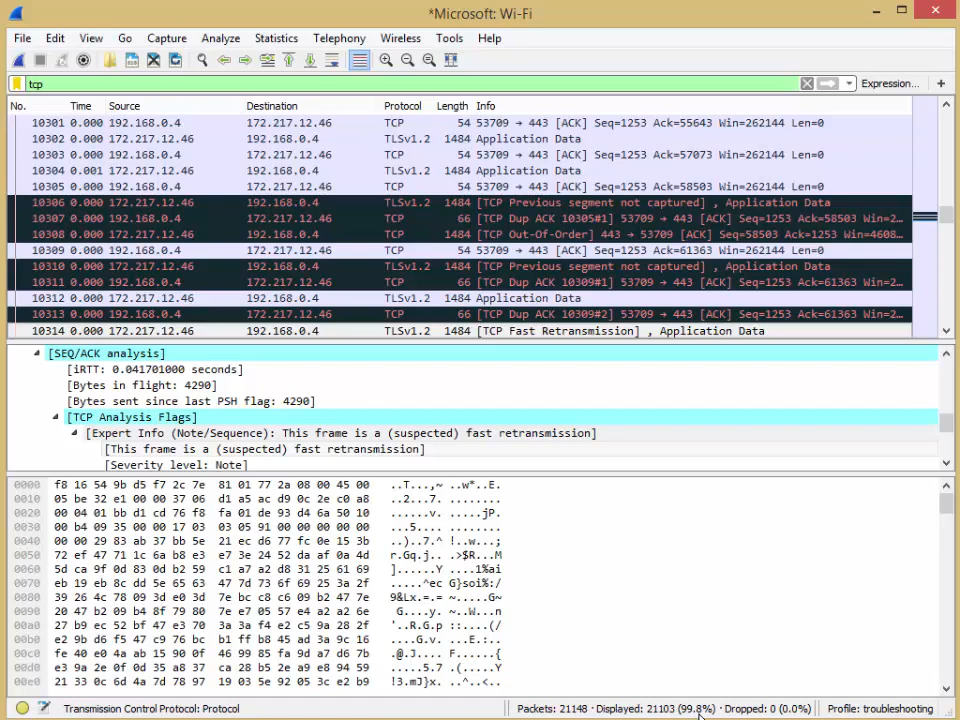 *Microsoft: Wi-Fi
File Edit View Go Capture Analyze Statistics Telephony Wireless Tools Help
tcp Expression... +
No. Time Source Destination Protocol Length Info
10301 0.000 192.168.0.4 172.217.12.46 TCP 54 53709 → 443 [ACK] Seq=1253 Ack=55643 Win=262144 Len=0
10302 0.000 172.217.12.46 192.168.0.4 TLSv1.2 1484 Application Data
10303 0.000 192.168.0.4 172.217.12.46 TCP 54 53709 → 443 [ACK] Seq=1253 Ack=57073 Win=262144 Len=0
10304 0.001 172.217.12.46 192.168.0.4 TLSv1.2 1484 Application Data
10305 0.000 192.168.0.4 172.217.12.46 TCP 54 53709 → 443 [ACK] Seq=1253 Ack=58503 Win=262144 Len=0
10306 0.000 172.217.12.46 192.168.0.4 TLSv1.2 1484 [TCP Previous segment not captured] , Application Data
10307 0.000 192.168.0.4 172.217.12.46 TCP 66 [TCP Dup ACK 10305#1] 53709 → 443 [ACK] Seq=1253 Ack=58503 Win=2…
10308 0.000 172.217.12.46 192.168.0.4 TCP 1484 [TCP Out-Of-Order] 443 → 53709 [ACK] Seq=58503 Ack=1253 Win=4608…
10309 0.000 192.168.0.4 172.217.12.46 TCP 54 53709 → 443 [ACK] Seq=1253 Ack=61363 Win=262144 Len=0
10310 0.000 172.217.12.46 192.168.0.4 TLSv1.2 1484 [TCP Previous segment not captured] , Application Data
10311 0.000 192.168.0.4 172.217.12.46 TCP 66 [TCP Dup ACK 10309#1] 53709 → 443 [ACK] Seq=1253 Ack=61363 Win=2…
10312 0.000 172.217.12.46 192.168.0.4 TLSv1.2 1484 Application Data
10313 0.000 192.168.0.4 172.217.12.46 TCP 66 [TCP Dup ACK 10309#2] 53709 → 443 [ACK] Seq=1253 Ack=61363 Win=2…
10314 0.000 172.217.12.46 192.168.0.4 TLSv1.2 1484 [TCP Fast Retransmission] , Application Data
[SEQ/ACK analysis]
[iRTT: 0.041701000 seconds]
[Bytes in flight: 4290]
[Bytes sent since last PSH flag: 4290]
[TCP Analysis Flags]
[Expert Info (Note/Sequence): This frame is a (suspected) fast retransmission]
[This frame is a (suspected) fast retransmission]
[Severity level: Note]
0000 f8 16 54 9b d5 f7 2c 7e 81 01 77 2a 08 00 45 00 ..T...,~ ..w*..E.
0010 05 be 32 e1 00 00 37 06 d1 a5 ac d9 0c 2e c0 a8 ..2...7. ........
0020 00 04 01 bb d1 cd 76 f8 fa 01 de 93 d4 6a 50 10 ......v. .....jP.
0030 00 b4 09 35 00 00 17 03 03 05 91 00 00 00 00 00 ...5.... ........
0040 00 00 29 83 ab 37 bb 5e 21 ec d6 77 fc 0e 15 3b ..)..7.^ !..w...;
0050 72 ef 47 71 1c 6a b8 e3 e7 3e 24 52 da af 0a 4d r.Gq.j.. .>$R...M
0060 5d ca 9f 0d 83 0d b2 59 c1 a7 a2 d8 31 25 61 69 ]......Y ....1%ai
0070 eb 19 eb 8c dd 5e 65 63 47 7d 73 6f 69 25 3a 2f .....^ec G}soi%:/
0080 39 26 4c 78 09 3d e0 3d 7e bc c8 c6 09 b2 47 7e 9&Lx.=.= ~.....G~
0090 20 47 b2 09 b4 8f 79 80 7e e7 05 57 e4 a2 a2 6e G....y. ~..W...n
00a0 27 b9 ec 52 bf 47 e3 70 3a 3a f4 e2 c5 9a 28 2f '..R.G.p ::....(/
00b0 e2 9b d6 f5 47 c9 76 bc b1 ff b8 45 ad 3a 9c 16 ....G.v. ...E.:..
00c0 fe 40 e0 4a ab 15 90 0f 46 99 85 fa 9d a7 d6 7b .@.J.... F......{
00d0 e3 9a 2e 0f 0d 35 a8 37 ca 28 b5 2e a9 e8 94 59 .....5.7 .(.....Y
00e0 21 33 0c 6d 4a 7d 78 97 19 03 5e 92 05 3c e2 b9 !3.mJ}x. ..^..<..
Transmission Control Protocol: Protocol Packets: 21148 · Displayed: 21103 (99.8%) · Dropped: 0 (0.0%) Profile: troubleshooting